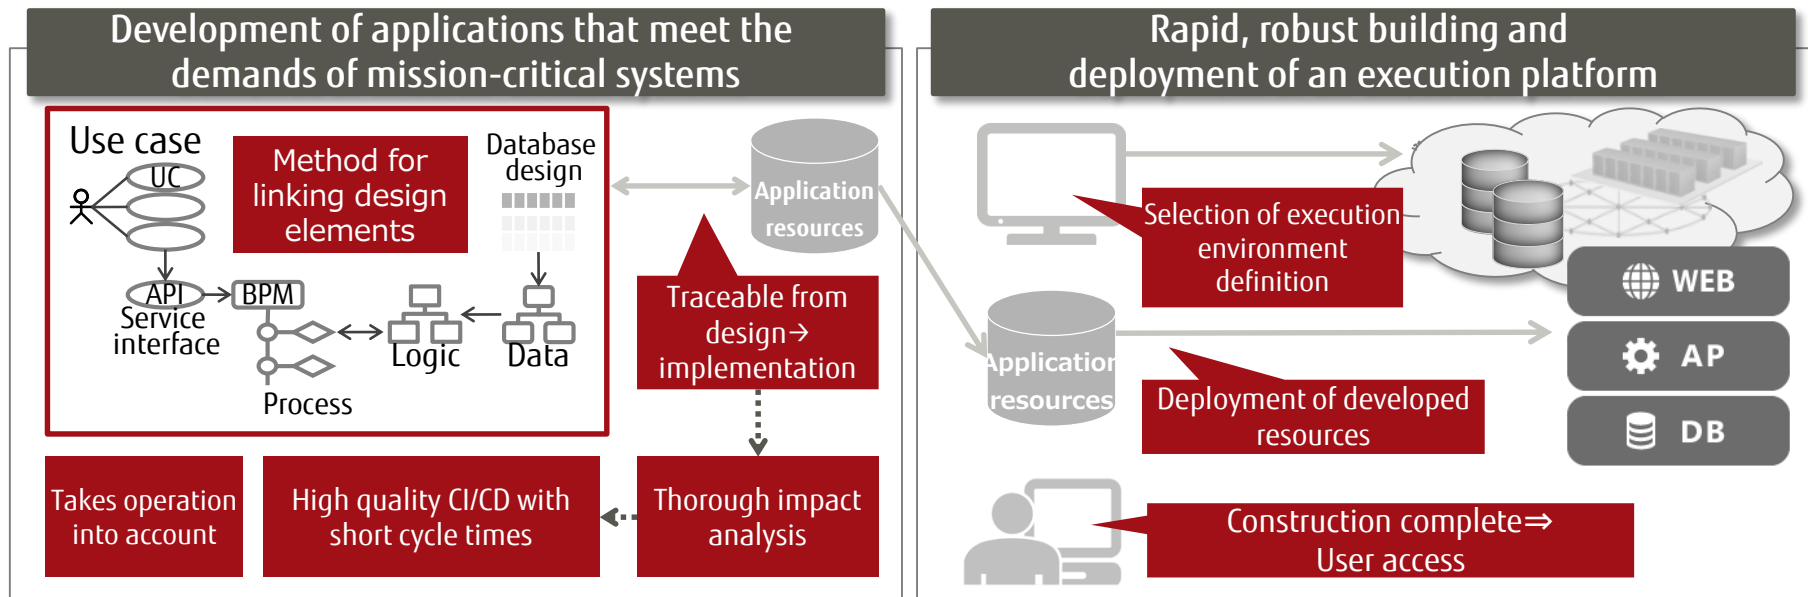 Development of applications that meet the
demands of mission-critical systems
Use case
UC
Method for
linking design
elements
Database
design
API
Service
interface
BPM
Process
Logic
Data
Application
resources
Traceable from
design→
implementation
Takes operation
into account
High quality CI/CD with
short cycle times
Thorough impact
analysis
Rapid, robust building and
deployment of an execution platform
Selection of execution
environment
definition
Application
resources
Deployment of developed
resources
WEB
AP
DB
Construction complete⇒
User access